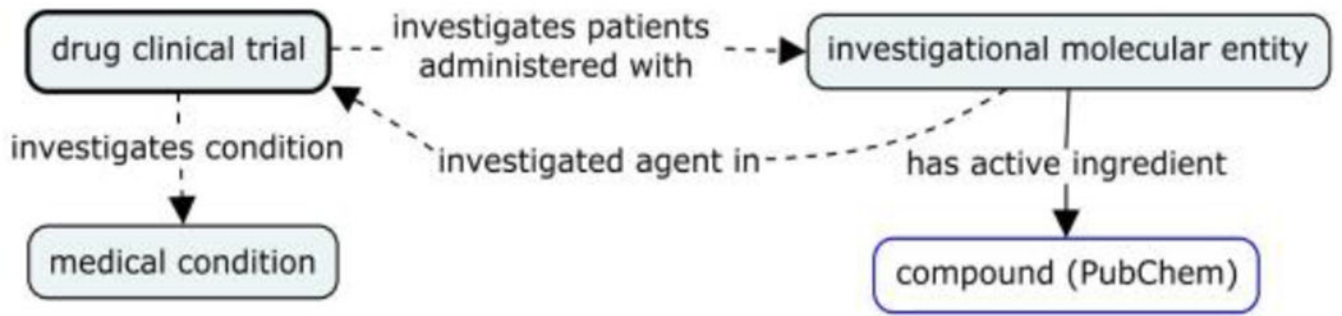 drug clinical trial
investigates patients
administered with
investigational molecular entity
investigates condition
investigated agent in
has active ingredient
medical condition
compound (PubChem)